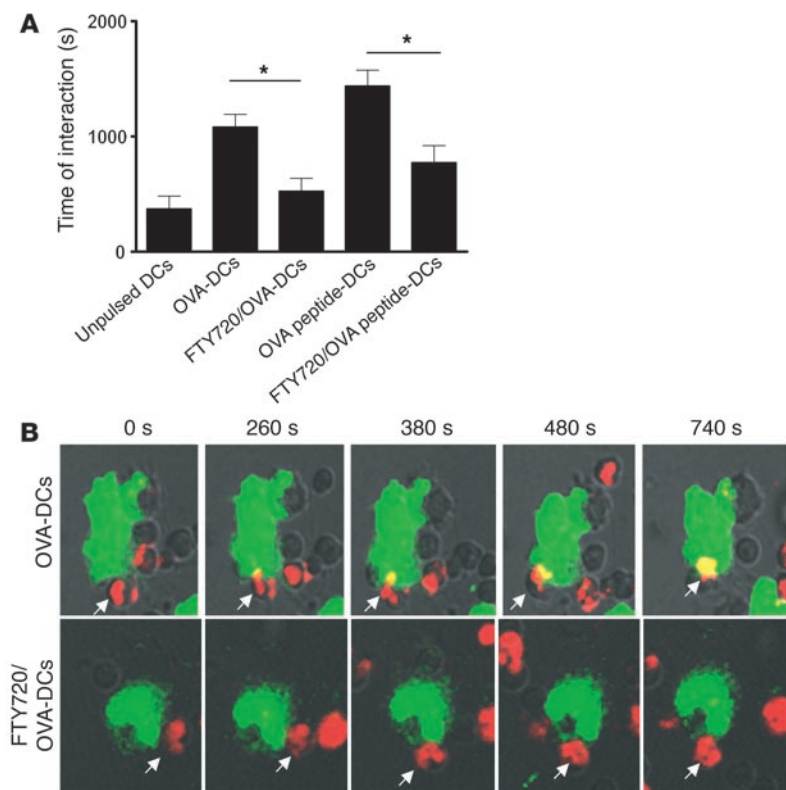 A
Time of interaction (s)
2000
1000
0
*
*
Unpulsed DCs
OVA-DCs
FTY720/OVA-DCs
OVA peptide-DCs
FTY720/OVA peptide-DCs
B
0 s
260 s
380 s
480 s
740 s
OVA-DCs
FTY720/
OVA-DCs